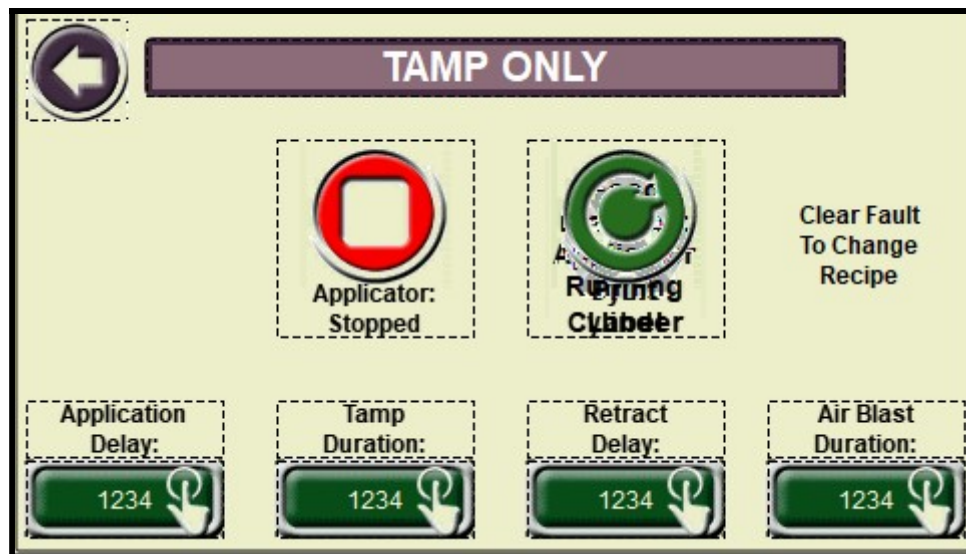 TAMP ONLY
Clear Fault
To Change
Recipe
Applicator:
Stopped
Application
Delay:
1234
Tamp
Duration:
1234
Retract
Delay:
1234
Air Blast
Duration:
1234